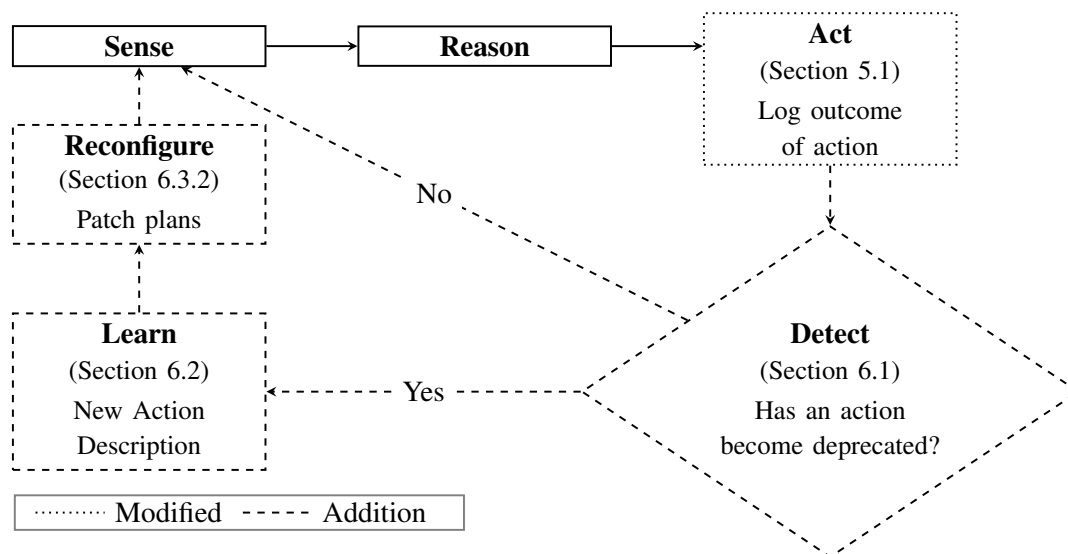 Sense
Reason
Act
(Section 5.1)
Log outcome
of action
Reconfigure
(Section 6.3.2)
Patch plans
No
Learn
(Section 6.2)
New Action
Description
Yes
Detect
(Section 6.1)
Has an action
become deprecated?
Modified Addition